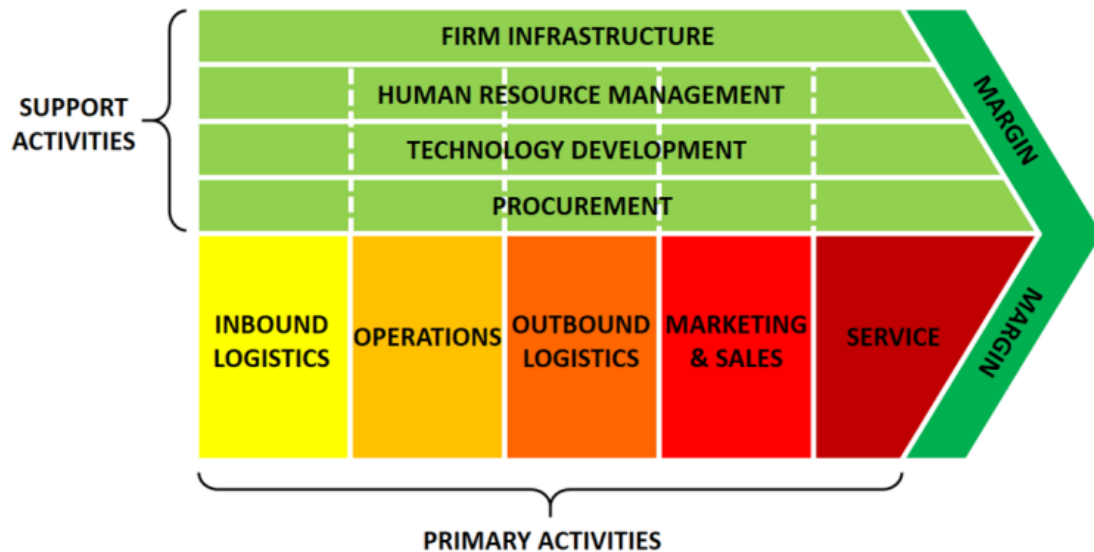 FIRM INFRASTRUCTURE
HUMAN RESOURCE MANAGEMENT
TECHNOLOGY DEVELOPMENT
PROCUREMENT
SUPPORT
ACTIVITIES
MARGIN
INBOUND
LOGISTICS
OPERATIONS
OUTBOUND
LOGISTICS
MARKETING
& SALES
SERVICE
MARGIN
PRIMARY ACTIVITIES